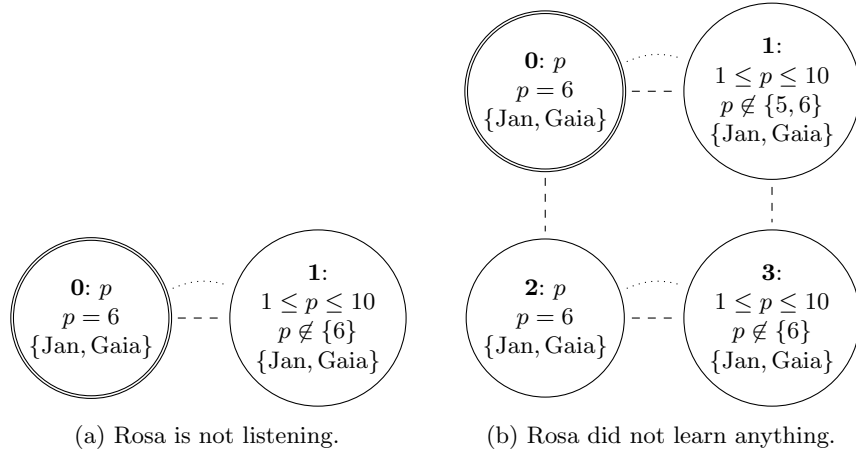 0: p
p = 6
{Jan, Gaia}
1:
1 ≤ p ≤ 10
p ∉ {6}
{Jan, Gaia}
(a) Rosa is not listening.
0: p
p = 6
{Jan, Gaia}
1:
1 ≤ p ≤ 10
p ∉ {5, 6}
{Jan, Gaia}
2: p
p = 6
{Jan, Gaia}
3:
1 ≤ p ≤ 10
p ∉ {6}
{Jan, Gaia}
(b) Rosa did not learn anything.